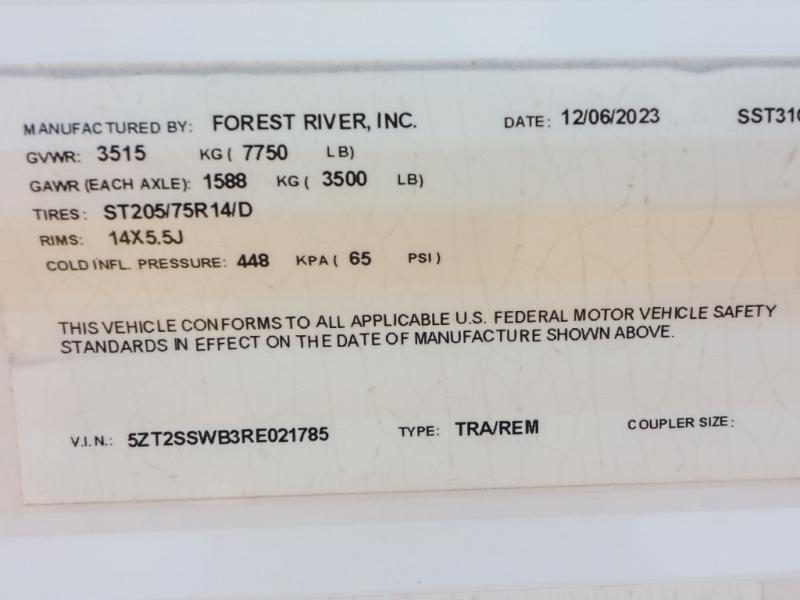 MANUFACTURED BY: FOREST RIVER, INC. DATE: 12/06/2023
GVWR: 3515 KG ( 7750 LB)
GAWR (EACH AXLE): 1588 KG ( 3500 LB)
TIRES: ST205/75R14/D
RIMS: 14X5.5J
COLD INFL. PRESSURE: 448 KPA ( 65 PSI )
THIS VEHICLE CONFORMS TO ALL APPLICABLE U.S. FEDERAL MOTOR VEHICLE SAFETY
STANDARDS IN EFFECT ON THE DATE OF MANUFACTURE SHOWN ABOVE.
V.I.N.: 5ZT2SSWB3RE021785 TYPE: TRA/REM COUPLER SIZE: